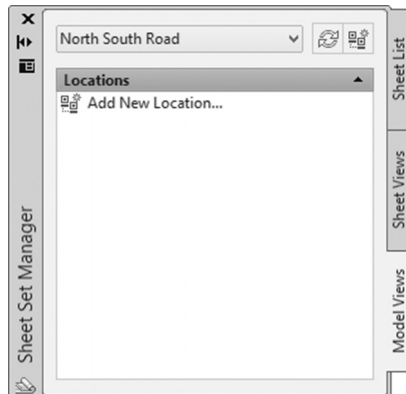 North South Road
Locations
Add New Location...
Sheet Set Manager
Sheet List
Sheet Views
Model Views